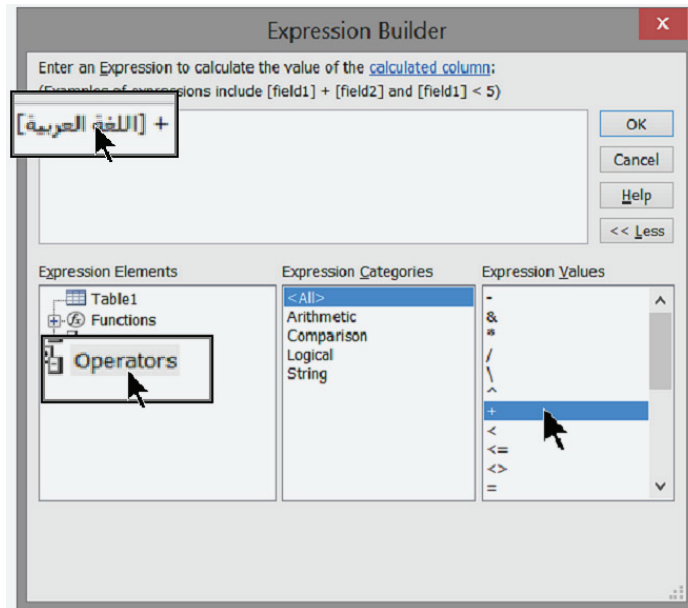 Expression Builder
x
Enter an Expression to calculate the value of the calculated column:
(Examples of expressions include [field1] + [field2] and [field1] < 5)
[اللغة العربية] +
OK
Cancel
Help
<< Less
Expression Elements
Table1
Functions
Operators
Expression Categories
<All>
Arithmetic
Comparison
Logical
String
Expression Values
-
&
*
/
\
^
+
<
<=
<>
=